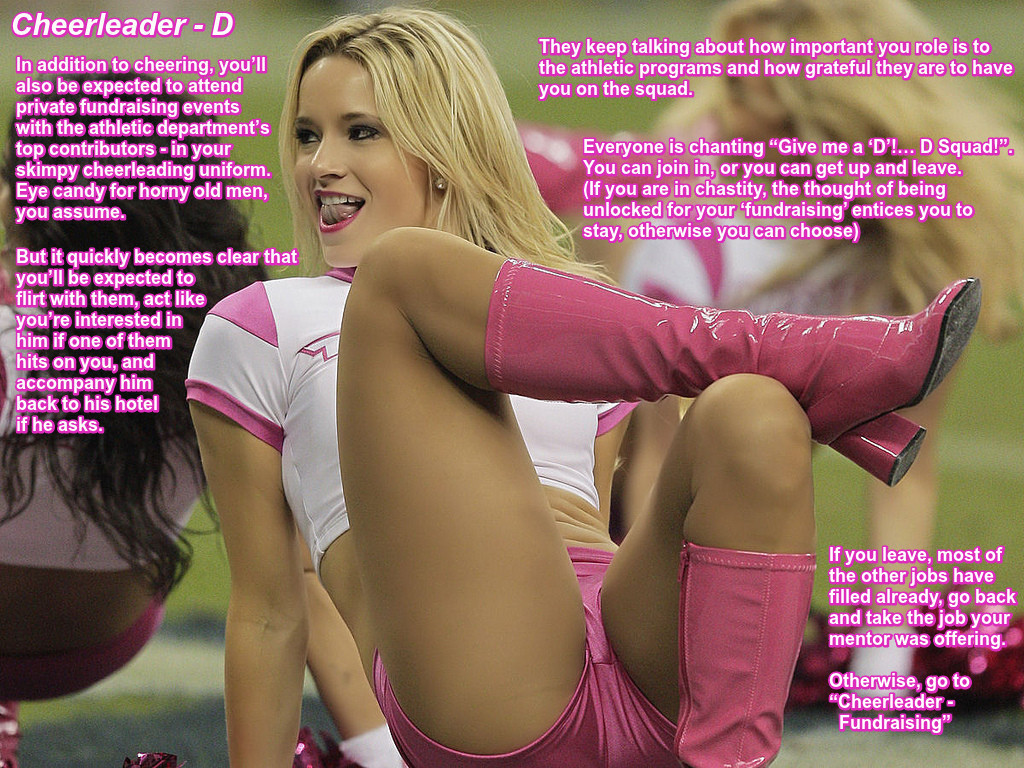 Cheerleader - D
In addition to cheering, you'll
also be expected to attend
private fundraising events
with the athletic department's
top contributors - in your
skimpy cheerleading uniform.
Eye candy for horny old men,
you assume.
But it quickly becomes clear that
you'll be expected to
flirt with them, act like
you're interested in
him if one of them
hits on you, and
accompany him
back to his hotel
if he asks.
They keep talking about how important you role is to
the athletic programs and how grateful they are to have
you on the squad.
Everyone is chanting "Give me a 'D'!... D Squad!".
You can join in, or you can get up and leave.
(If you are in chastity, the thought of being
unlocked for your 'fundraising' entices you to
stay, otherwise you can choose)
If you leave, most of
the other jobs have
filled already, go back
and take the job your
mentor was offering.
Otherwise, go to
"Cheerleader -
Fundraising"